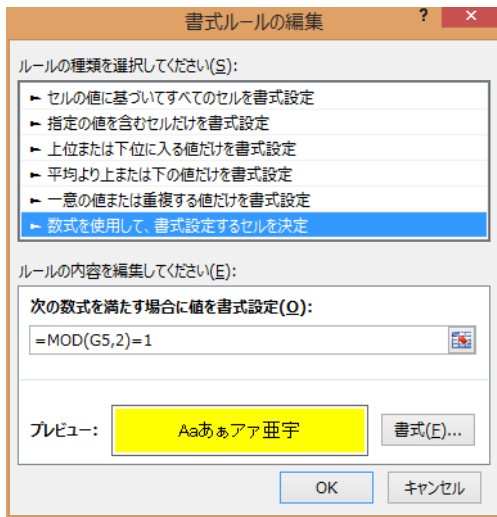 書式ルールの編集
? ×
ルールの種類を選択してください(S):
► セルの値に基づいてすべてのセルを書式設定
► 指定の値を含むセルだけを書式設定
► 上位または下位に入る値だけを書式設定
► 平均より上または下の値だけを書式設定
► 一意の値または重複する値だけを書式設定
► 数式を使用して、書式設定するセルを決定
ルールの内容を編集してください(E):
次の数式を満たす場合に値を書式設定(O):
=MOD(G5,2)=1
プレビュー:
Aaあぁアァ亜宇
書式(F)...
OK
キャンセル